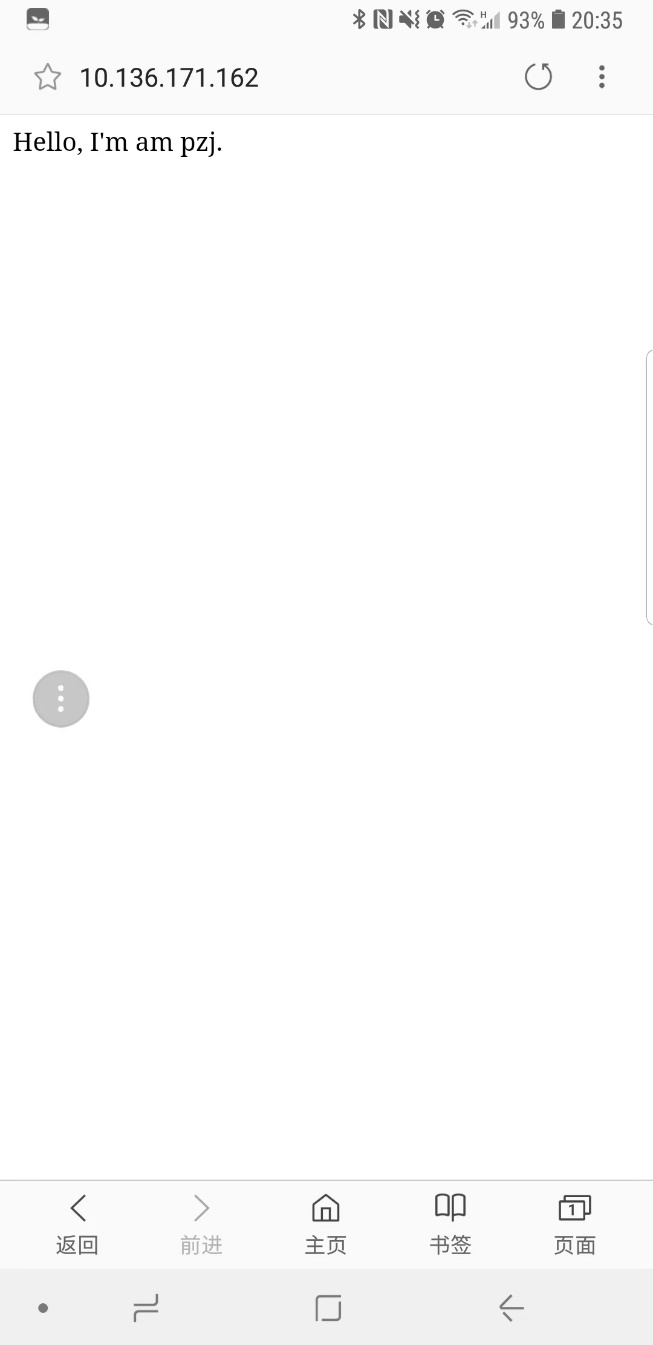 93% 20:35
10.136.171.162
Hello, I'm am pzj.
1
返回 前进 主页 书签 页面